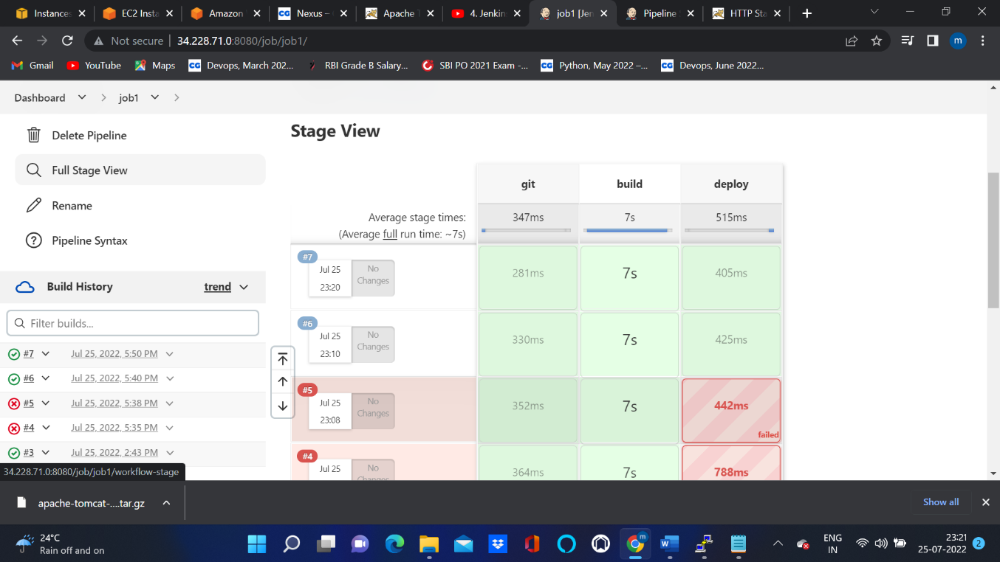 Instances
EC2 Insta
Amazon
CG Nexus –
Apache T
4. Jenkin
job1 [Jen
Pipeline
HTTP Sta
Not secure
34.228.71.0:8080/job/job1/
m
Gmail
YouTube
Maps
CG Devops, March 202...
RBI Grade B Salary...
SBI PO 2021 Exam -...
CG Python, May 2022 –...
CG Devops, June 2022...
Dashboard
job1
Delete Pipeline
Full Stage View
Rename
Pipeline Syntax
Build History
trend
Filter builds...
#7 Jul 25, 2022, 5:50 PM
#6 Jul 25, 2022, 5:40 PM
#5 Jul 25, 2022, 5:38 PM
#4 Jul 25, 2022, 5:35 PM
#3 Jul 25, 2022, 2:43 PM
34.228.71.0:8080/job/job1/workflow-stage
Stage View
git build deploy
Average stage times:
(Average full run time: ~7s)
347ms 7s 515ms
#7
Jul 25
23:20
No
Changes
281ms 7s 405ms
#6
Jul 25
23:10
No
Changes
330ms 7s 425ms
#5
Jul 25
23:08
No
Changes
352ms 7s 442ms
failed
#4
Jul 25
No
Changes
364ms 7s 788ms
apache-tomcat-....tar.gz
Show all
24°C
Rain off and on
m
W
ENG
IN
23:21
25-07-2022
2